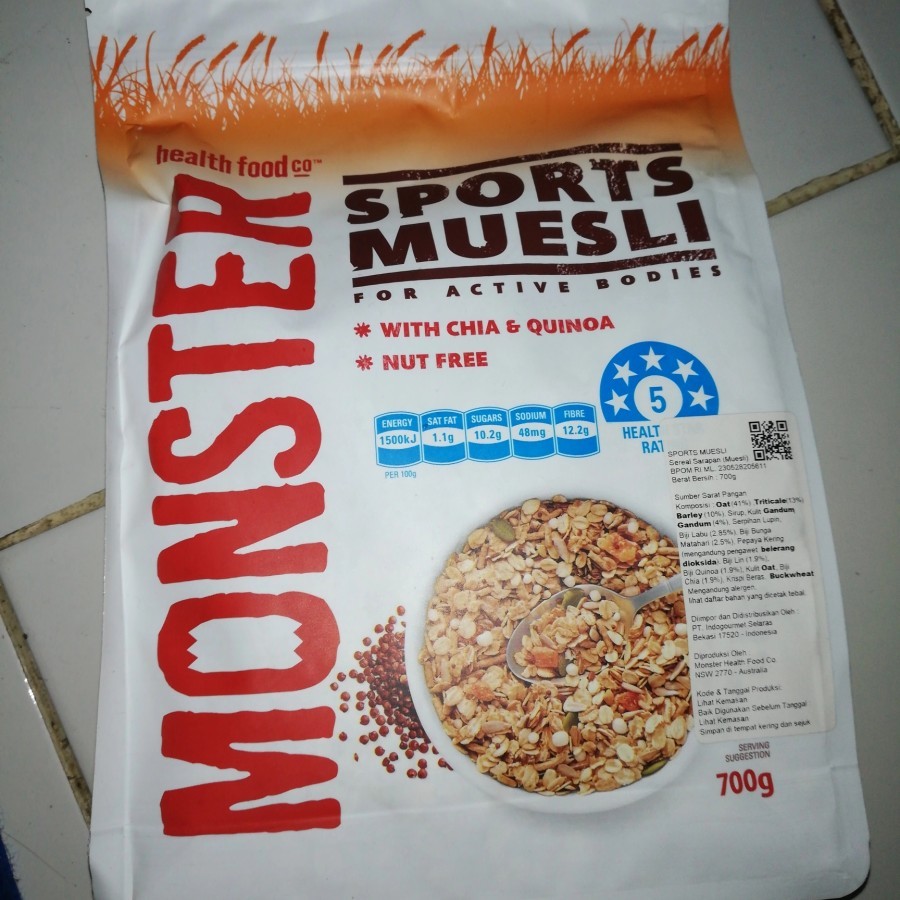 health food co™
MONSTER
SPORTS
MUESLI
FOR ACTIVE BODIES
* WITH CHIA & QUINOA
* NUT FREE
ENERGY
1500kJ
SAT FAT
1.1g
SUGARS
10.2g
SODIUM
48mg
FIBRE
12.2g
PER 100g
5
HEALT
RAT
SPORTS MUESLI
Sereal Sarapan (Muesli)
BPOM RI ML. 230528205611
Berat Bersih : 700g
Sumber Sarat Pangan
Komposisi : Oat (41%), Triticale (13%)
Barley (10%), Sirup, Kulit Gandum,
Gandum (4%), Serpihan Lupin,
Biji Labu (2.85%), Biji Bunga
Matahari (2.5%), Pepaya Kering
(mengandung pengawet belerang
dioksida), Biji Lin (1.9%),
Biji Quinoa (1.9%), Kulit Oat, Biji
Chia (1.9%), Krispi Beras, Buckwheat
Mengandung alergen,
lihat daftar bahan yang dicetak tebal.
Diimpor dan Didistribusikan Oleh :
PT. Indogourmet Selaras
Bekasi 17520 - Indonesia
Diproduksi Oleh :
Monster Health Food Co
NSW 2770 - Australia
Kode & Tanggal Produksi:
Lihat Kemasan
Baik Digunakan Sebelum Tanggal
Lihat Kemasan
Simpan di tempat kering dan sejuk
SERVING
SUGGESTION
700g